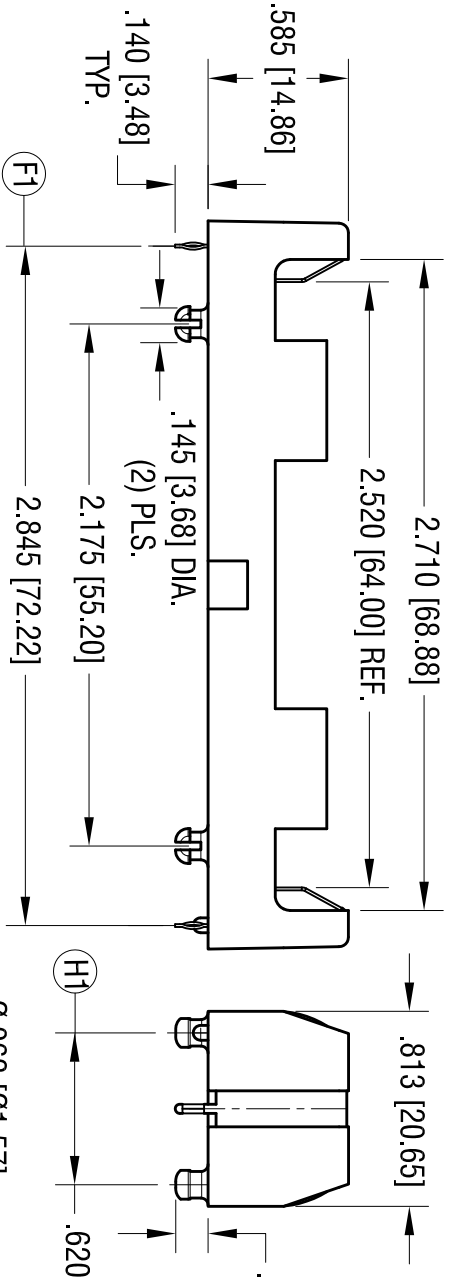 .585 [14.86]
.140 [3.48]
TYP.
F1
2.710 [68.88]
2.520 [64.00] REF.
.145 [3.68] DIA.
(2) PLS.
2.175 [55.20]
2.845 [72.22]
H1
.813 [20.65]
.620